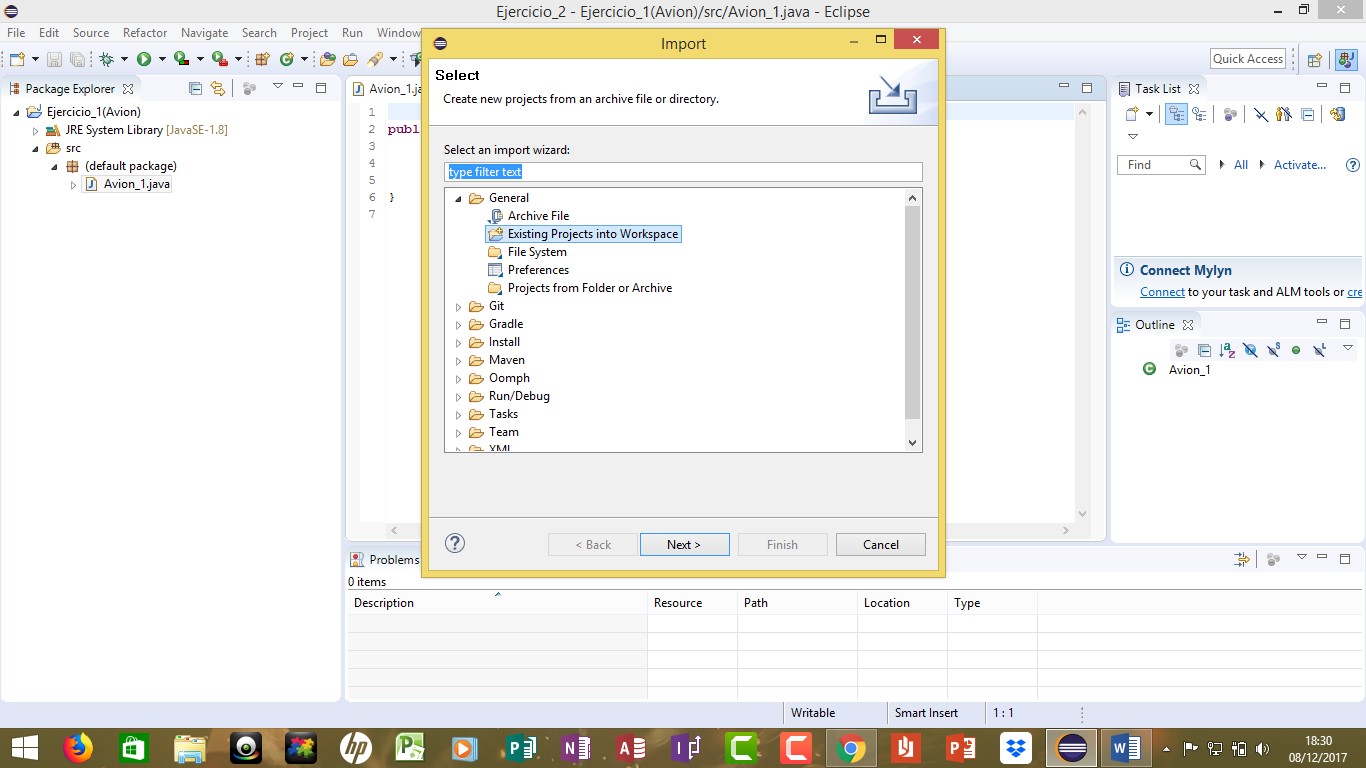 Ejercicio_2 - Ejercicio_1(Avion)/src/Avion_1.java - Eclipse
File Edit Source Refactor Navigate Search Project Run Window
Quick Access
Package Explorer
Ejercicio_1(Avion)
JRE System Library [JavaSE-1.8]
src
(default package)
Avion_1.java
Avion_1.ja
1
2 publ
3
4
5
6 }
7
Import
Select
Create new projects from an archive file or directory.
Select an import wizard:
type filter text
General
Archive File
Existing Projects into Workspace
File System
Preferences
Projects from Folder or Archive
Git
Gradle
Install
Maven
Oomph
Run/Debug
Tasks
Team
XML
< Back Next > Finish Cancel
Task List
Find All Activate...
Connect Mylyn
Connect to your task and ALM tools or cre
Outline
Avion_1
Problems
0 items
Description Resource Path Location Type
Writable Smart Insert 1 : 1
18:30
08/12/2017